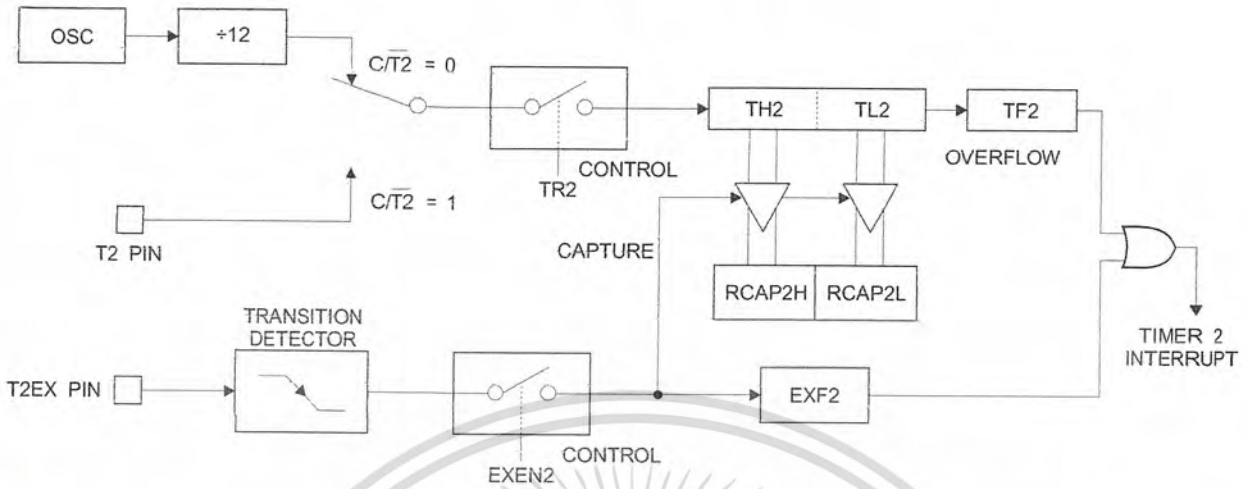 OSC
÷12
C/T2 = 0
TH2
TL2
TF2
CONTROL
TR2
OVERFLOW
C/T2 = 1
T2 PIN
CAPTURE
RCAP2H
RCAP2L
TRANSITION
DETECTOR
TIMER 2
INTERRUPT
T2EX PIN
EXF2
CONTROL
EXEN2